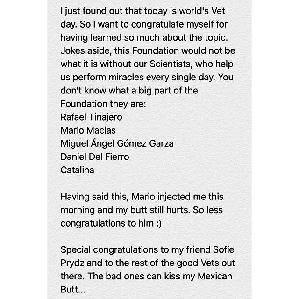 I just found out that today is world's Vet
day. So I want to congratulate myself for
having learned so much about the topic.
Jokes aside, this Foundation would not be
what it is without our Scientists, who help
us perform miracles every single day. You
don't know what a big part of the
Foundation they are:
Rafael Tinajero
Mario Macias
Miguel Ángel Gómez Garza
Daniel Del Fierro
Catalina
Having said this, Mario injected me this
morning and my butt still hurts. So less
congratulations to him :)
Special congratulations to my friend Sofie
Prydz and to the rest of the good Vets out
there. The bad ones can kiss my Mexican
Butt...